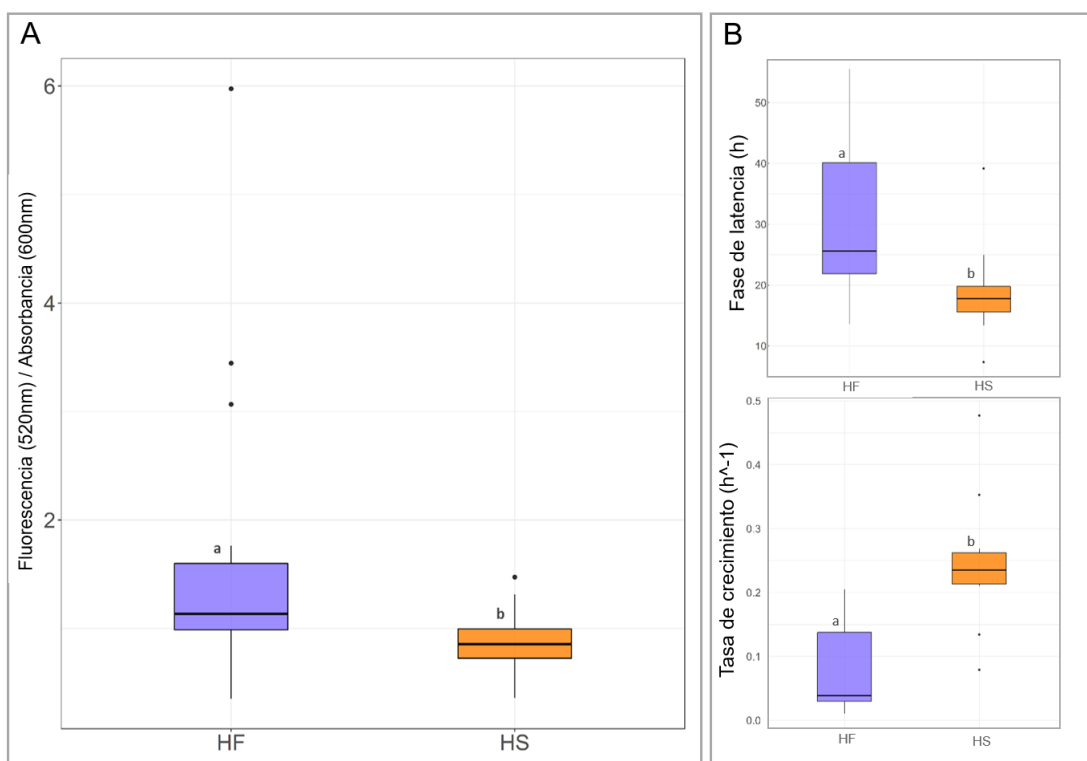 A
Fluorescencia (520nm) / Absorbancia (600nm)
6
4
2
a
b
HF
HS
B
Fase de latencia (h)
50
40
30
20
10
a
b
HF
HS
Tasa de crecimiento (h^-1)
0.5
0.4
0.3
0.2
0.1
0.0
a
b
HF
HS